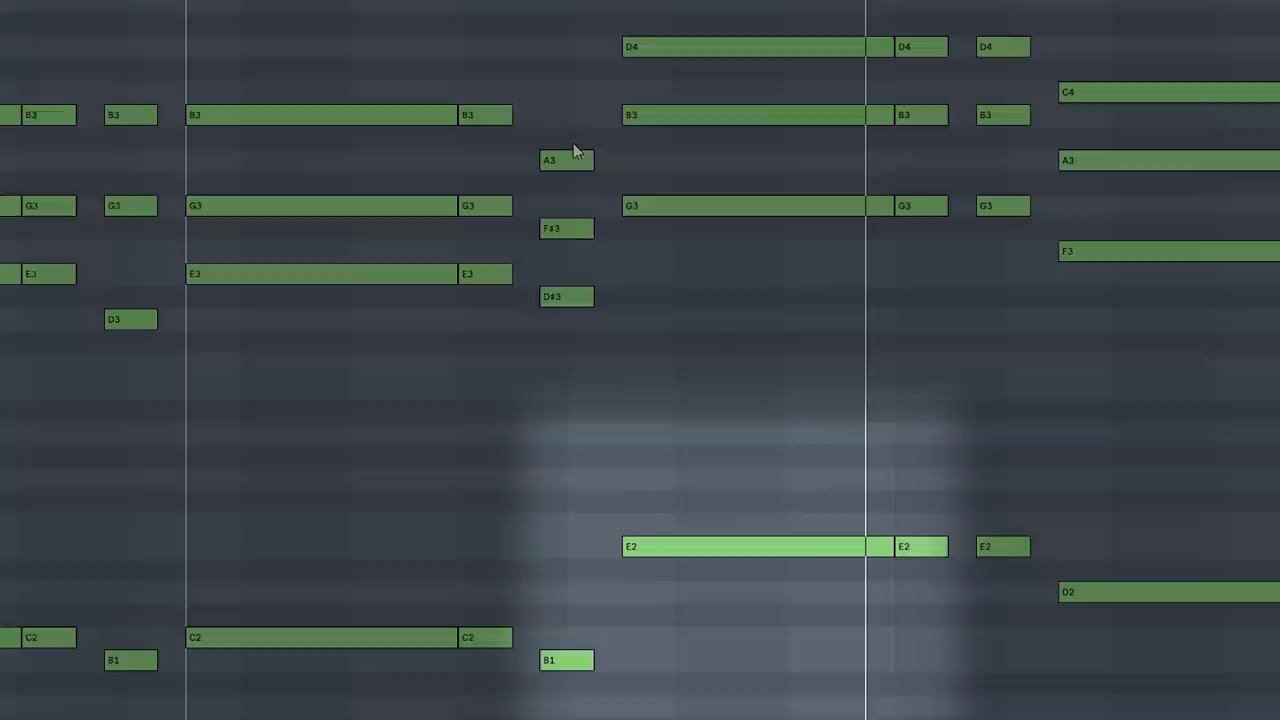 D4 D4 D4
C4
B3 B3 B3 B3 B3 B3 B3
A3 A3
G3 G3 G3 G3 G3 G3 G3
F#3
F3
E3 E3 E3
D#3
D3
E2 E2 E2
D2
C2 C2 C2
B1 B1